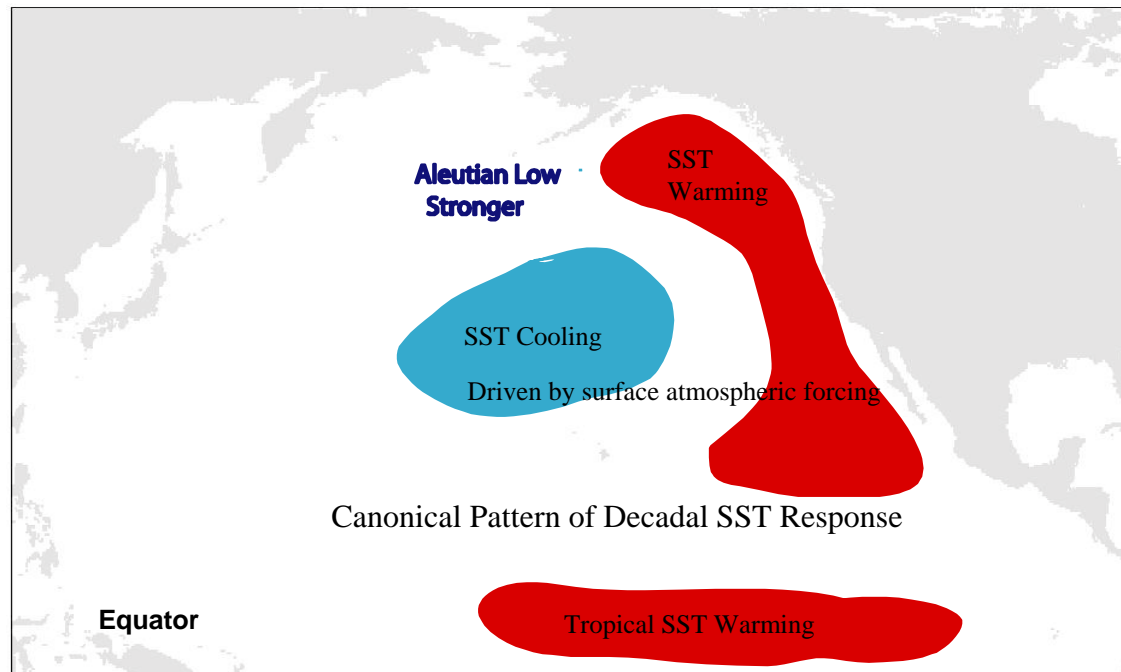 SST
Warming
Aleutian Low
Stronger
SST Cooling
Driven by surface atmospheric forcing
Canonical Pattern of Decadal SST Response
Equator
Tropical SST Warming